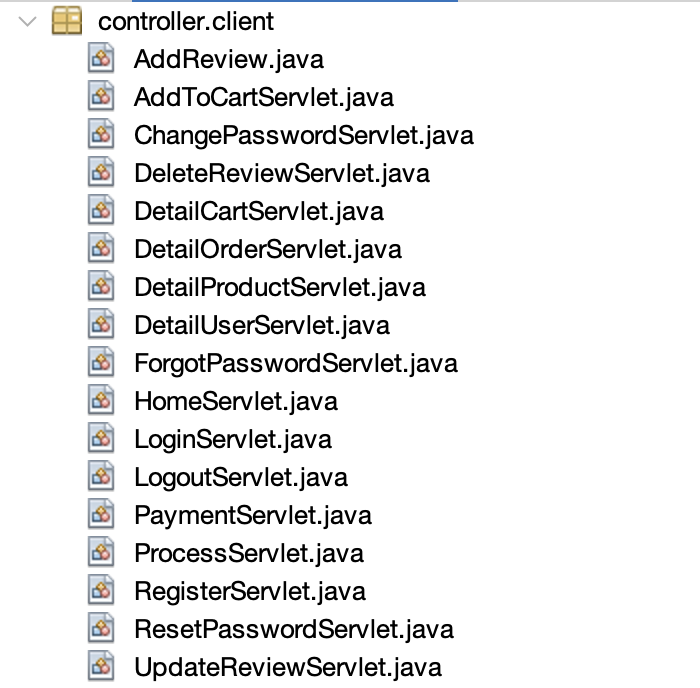 controller.client
AddReview.java
AddToCartServlet.java
ChangePasswordServlet.java
DeleteReviewServlet.java
DetailCartServlet.java
DetailOrderServlet.java
DetailProductServlet.java
DetailUserServlet.java
ForgotPasswordServlet.java
HomeServlet.java
LoginServlet.java
LogoutServlet.java
PaymentServlet.java
ProcessServlet.java
RegisterServlet.java
ResetPasswordServlet.java
UpdateReviewServlet.java